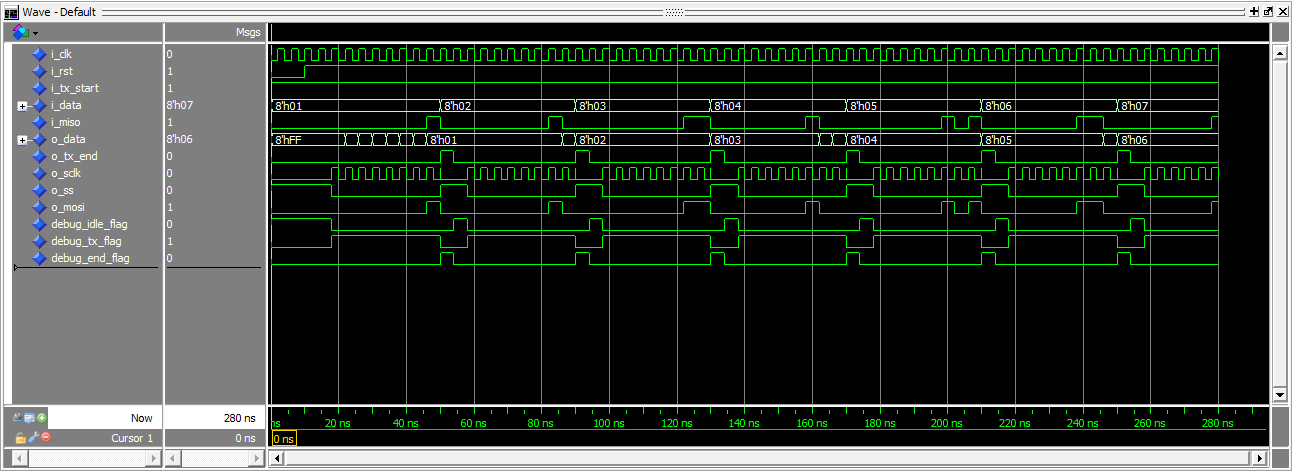 Wave - Default
Msgs
i_clk 0
i_rst 1
i_tx_start 1
i_data 8'h07 8'h01 8'h02 8'h03 8'h04 8'h05 8'h06 8'h07
i_miso 1
o_data 8'h06 8'hFF 8'h01 8'h02 8'h03 8'h04 8'h05 8'h06
o_tx_end 0
o_sclk 0
o_ss 0
o_mosi 1
debug_idle_flag 0
debug_tx_flag 1
debug_end_flag 0
Now 280 ns ns 20 ns 40 ns 60 ns 80 ns 100 ns 120 ns 140 ns 160 ns 180 ns 200 ns 220 ns 240 ns 260 ns 280 ns
Cursor 1 0 ns 0 ns